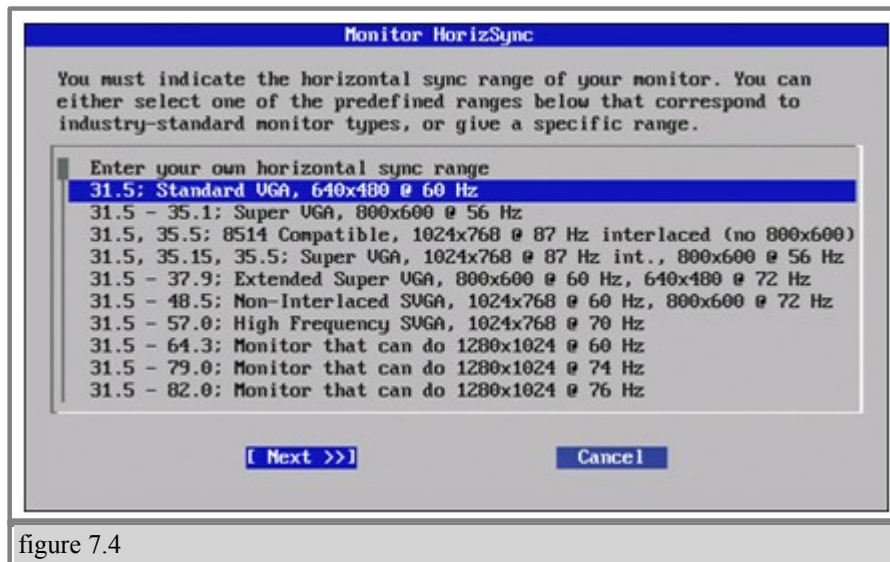 Monitor HorizSync
You must indicate the horizontal sync range of your monitor. You can
either select one of the predefined ranges below that correspond to
industry-standard monitor types, or give a specific range.
Enter your own horizontal sync range
31.5; Standard VGA, 640x480 @ 60 Hz
31.5 - 35.1; Super VGA, 800x600 @ 56 Hz
31.5, 35.5; 8514 Compatible, 1024x768 @ 87 Hz interlaced (no 800x600)
31.5, 35.15, 35.5; Super VGA, 1024x768 @ 87 Hz int., 800x600 @ 56 Hz
31.5 - 37.9; Extended Super VGA, 800x600 @ 60 Hz, 640x480 @ 72 Hz
31.5 - 48.5; Non-Interlaced SVGA, 1024x768 @ 60 Hz, 800x600 @ 72 Hz
31.5 - 57.0; High Frequency SVGA, 1024x768 @ 70 Hz
31.5 - 64.3; Monitor that can do 1280x1024 @ 60 Hz
31.5 - 79.0; Monitor that can do 1280x1024 @ 74 Hz
31.5 - 82.0; Monitor that can do 1280x1024 @ 76 Hz
[ Next >>] Cancel
figure 7.4